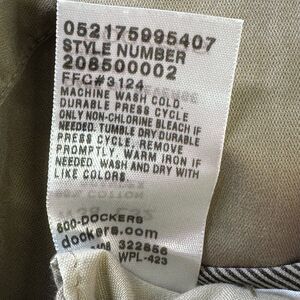 052175995407
STYLE NUMBER
208500002
FFC#3124
MACHINE WASH COLD.
DURABLE PRESS CYCLE
ONLY NON-CHLORINE BLEACH IF
NEEDED. TUMBLE DRY DURABLE
PRESS CYCLE. REMOVE
PROMPTLY. WARM IRON IF
NEEDED. WASH AND DRY WITH
LIKE COLORS.
800-DOCKERS
dockers.com
322856
WPL-423